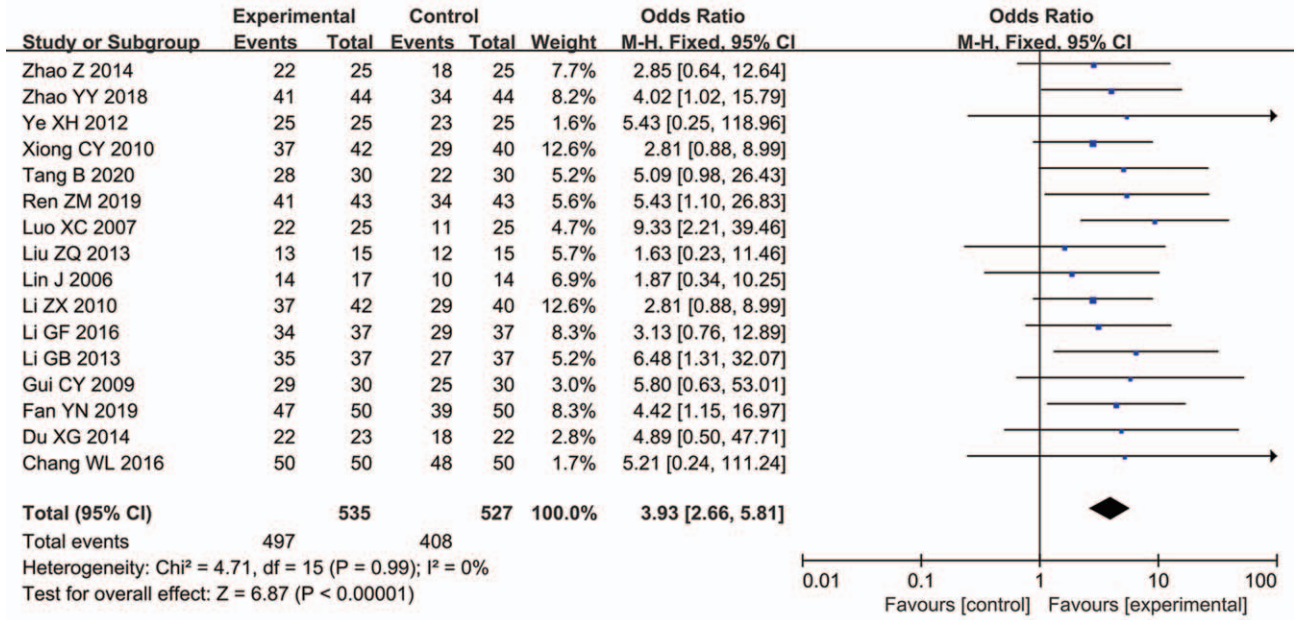 Experimental Control Odds Ratio Odds Ratio
Study or Subgroup Events Total Events Total Weight M-H, Fixed, 95% CI M-H, Fixed, 95% CI
Zhao Z 2014 22 25 18 25 7.7% 2.85 [0.64, 12.64]
Zhao YY 2018 41 44 34 44 8.2% 4.02 [1.02, 15.79]
Ye XH 2012 25 25 23 25 1.6% 5.43 [0.25, 118.96]
Xiong CY 2010 37 42 29 40 12.6% 2.81 [0.88, 8.99]
Tang B 2020 28 30 22 30 5.2% 5.09 [0.98, 26.43]
Ren ZM 2019 41 43 34 43 5.6% 5.43 [1.10, 26.83]
Luo XC 2007 22 25 11 25 4.7% 9.33 [2.21, 39.46]
Liu ZQ 2013 13 15 12 15 5.7% 1.63 [0.23, 11.46]
Lin J 2006 14 17 10 14 6.9% 1.87 [0.34, 10.25]
Li ZX 2010 37 42 29 40 12.6% 2.81 [0.88, 8.99]
Li GF 2016 34 37 29 37 8.3% 3.13 [0.76, 12.89]
Li GB 2013 35 37 27 37 5.2% 6.48 [1.31, 32.07]
Gui CY 2009 29 30 25 30 3.0% 5.80 [0.63, 53.01]
Fan YN 2019 47 50 39 50 8.3% 4.42 [1.15, 16.97]
Du XG 2014 22 23 18 22 2.8% 4.89 [0.50, 47.71]
Chang WL 2016 50 50 48 50 1.7% 5.21 [0.24, 111.24]
Total (95% CI) 535 527 100.0% 3.93 [2.66, 5.81]
Total events 497 408
Heterogeneity: Chi² = 4.71, df = 15 (P = 0.99); I² = 0%
Test for overall effect: Z = 6.87 (P < 0.00001)
0.01 0.1 1 10 100
Favours [control] Favours [experimental]